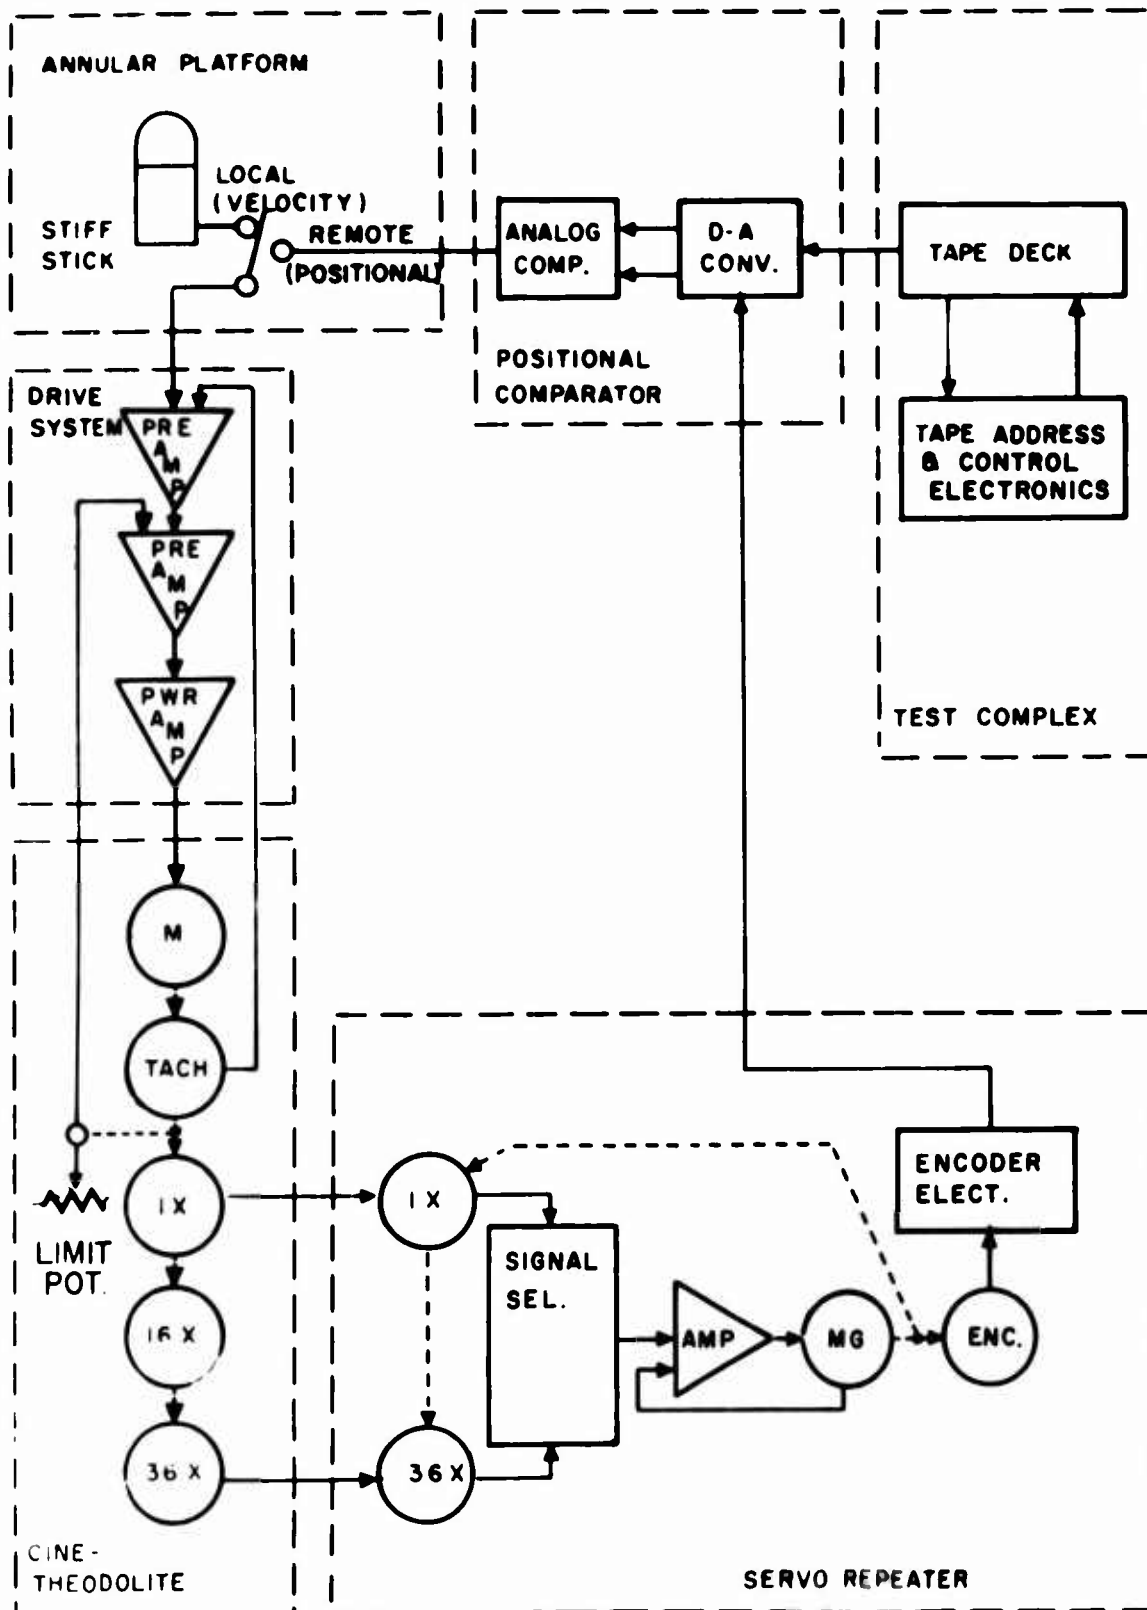 ANNULAR PLATFORM
LOCAL
(VELOCITY)
STIFF
STICK
REMOTE
(POSITIONAL)
ANALOG
COMP.
D-A
CONV.
TAPE DECK
POSITIONAL
COMPARATOR
TAPE ADDRESS
& CONTROL
ELECTRONICS
TEST COMPLEX
DRIVE
SYSTEM
PRE
AMP
PRE
AMP
PWR
AMP
M
TACH
1X
LIMIT
POT.
16X
36X
CINE-
THEODOLITE
1X
SIGNAL
SEL.
36X
AMP
MG
ENC.
ENCODER
ELECT.
SERVO REPEATER